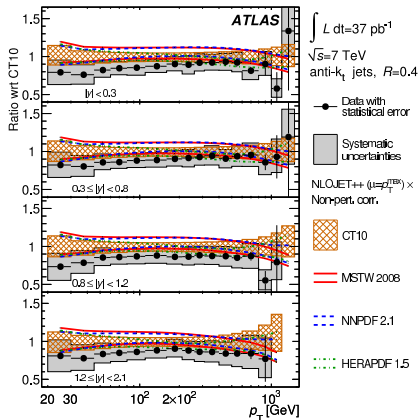 ATLAS
Ratio wrt CT10
1.5
1
0.5
|y| < 0.3
1.5
1
0.5
0.3 ≤ |y| < 0.8
1.5
1
0.5
0.8 ≤ |y| < 1.2
1.5
1
0.5
1.2 ≤ |y| < 2.1
20 30 10² 2×10² 10³
p_T [GeV]
∫ L dt=37 pb⁻¹
√s=7 TeV
anti-k_t jets, R=0.4
Data with
statistical error
Systematic
uncertainties
NLOJET++ (μ=p_T^max) ×
Non-pert. corr.
CT10
MSTW 2008
NNPDF 2.1
HERAPDF 1.5